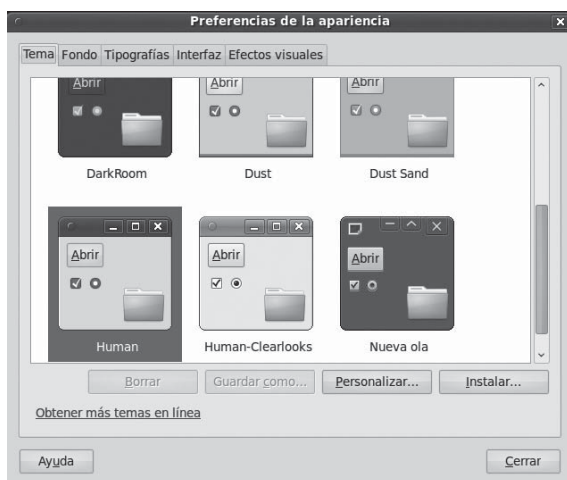 Preferencias de la apariencia
Tema Fondo Tipografías Interfaz Efectos visuales
Abrir Abrir Abrir
DarkRoom Dust Dust Sand
Abrir Abrir Abrir
Human Human-Clearlooks Nueva ola
Borrar Guardar como... Personalizar... Instalar...
Obtener más temas en línea
Ayuda Cerrar